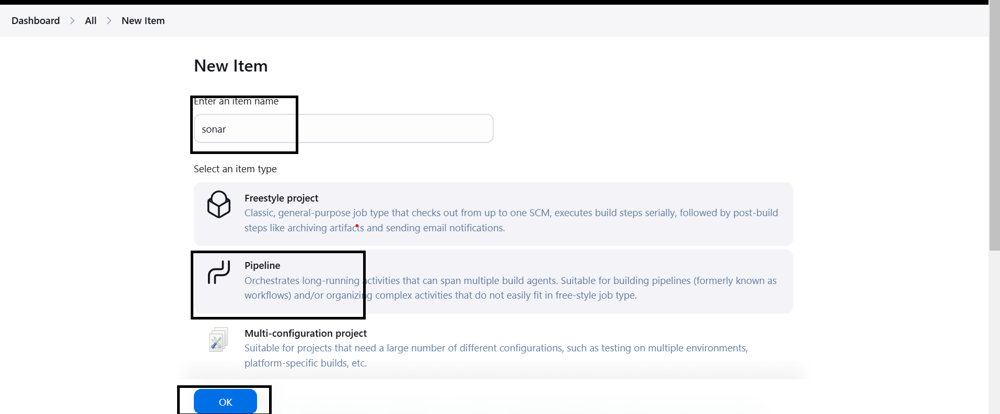 Dashboard > All > New Item
New Item
Enter an item name
sonar
Select an item type
Freestyle project
Classic, general-purpose job type that checks out from up to one SCM, executes build steps serially, followed by post-build
steps like archiving artifacts and sending email notifications.
Pipeline
Orchestrates long-running activities that can span multiple build agents. Suitable for building pipelines (formerly known as
workflows) and/or organizing complex activities that do not easily fit in free-style job type.
Multi-configuration project
Suitable for projects that need a large number of different configurations, such as testing on multiple environments,
platform-specific builds, etc.
OK